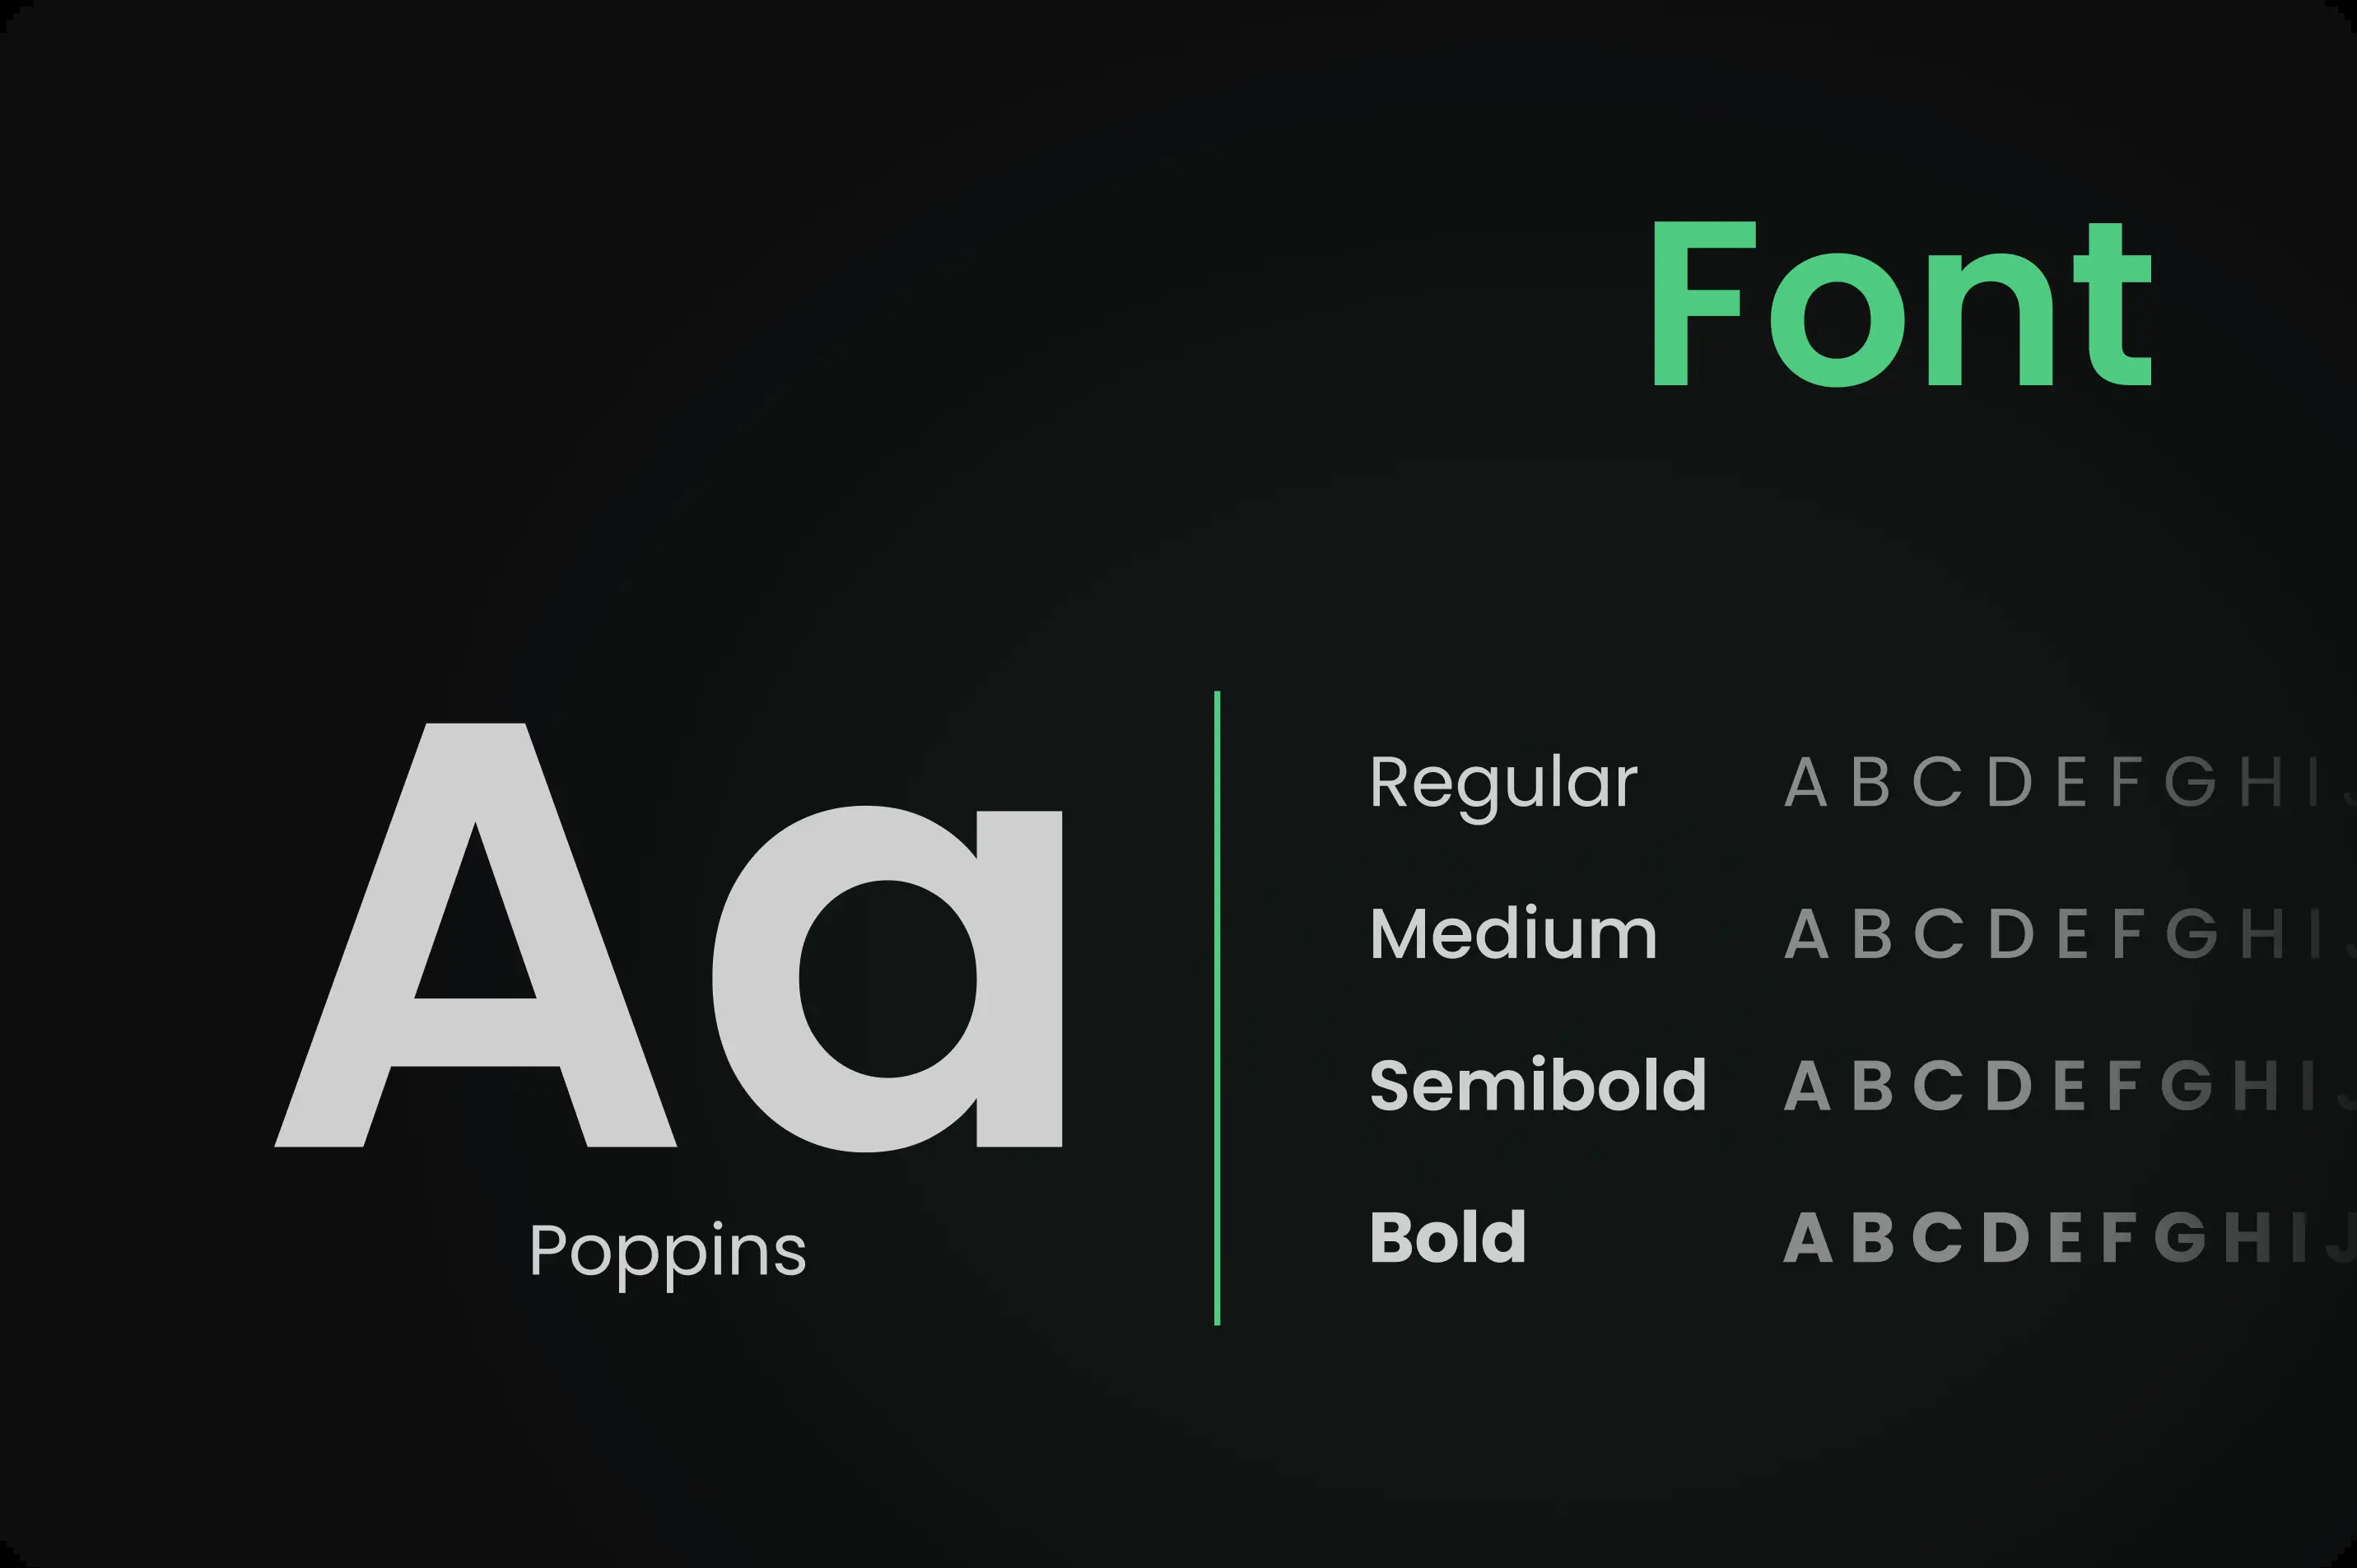 Font
Aa
Poppins
Regular A B C D E F G H I J
Medium A B C D E F G H I J
Semibold A B C D E F G H I J
Bold A B C D E F G H I J